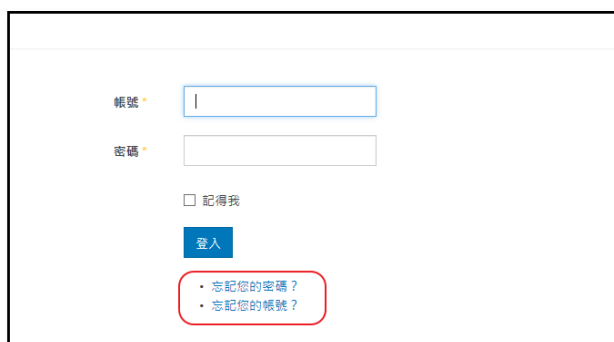 帳號 *
密碼 *
記得我
登入
• 忘記您的密碼？
• 忘記您的帳號？